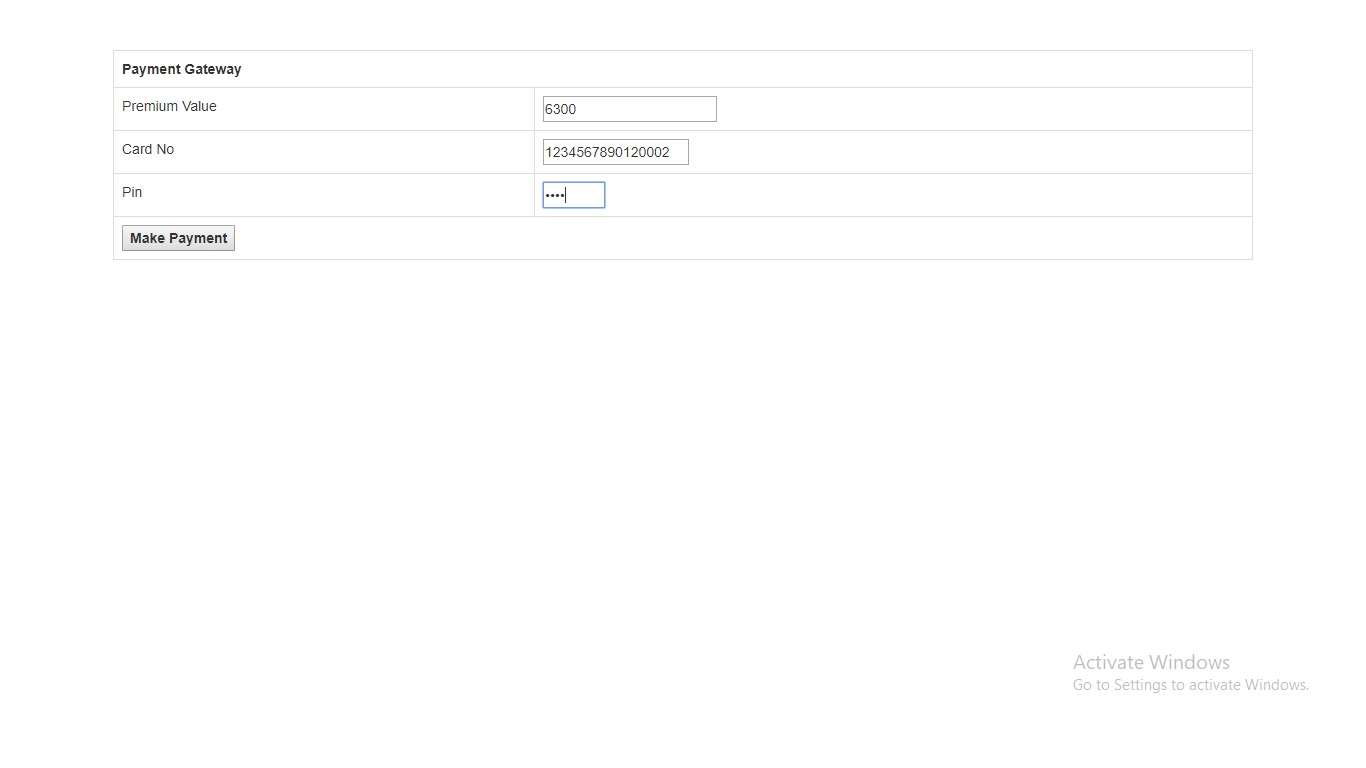 Payment Gateway
Premium Value 6300
Card No 1234567890120002
Pin ••••
Make Payment
Activate Windows
Go to Settings to activate Windows.